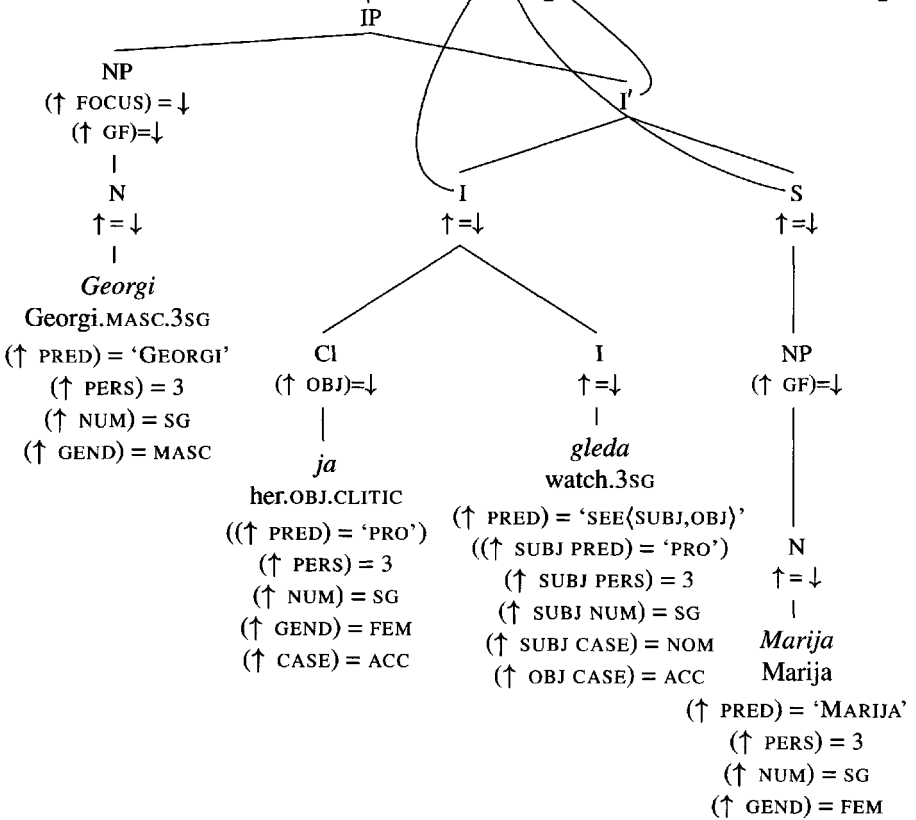 IP
NP
(↑ FOCUS) = ↓
(↑ GF)=↓
N
↑ = ↓
Georgi
Georgi.MASC.3SG
(↑ PRED) = ‘GEORGI’
(↑ PERS) = 3
(↑ NUM) = SG
(↑ GEND) = MASC
I′
I
↑=↓
Cl
(↑ OBJ)=↓
ja
her.OBJ.CLITIC
((↑ PRED) = ‘PRO’)
(↑ PERS) = 3
(↑ NUM) = SG
(↑ GEND) = FEM
(↑ CASE) = ACC
I
↑=↓
gleda
watch.3SG
(↑ PRED) = ‘SEE⟨SUBJ,OBJ⟩’
((↑ SUBJ PRED) = ‘PRO’)
(↑ SUBJ PERS) = 3
(↑ SUBJ NUM) = SG
(↑ SUBJ CASE) = NOM
(↑ OBJ CASE) = ACC
S
↑=↓
NP
(↑ GF)=↓
N
↑ = ↓
Marija
Marija
(↑ PRED) = ‘MARIJA’
(↑ PERS) = 3
(↑ NUM) = SG
(↑ GEND) = FEM